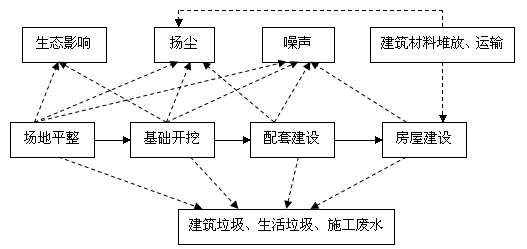 生态影响
扬尘
噪声
建筑材料堆放、运输
场地平整
基础开挖
配套建设
房屋建设
建筑垃圾、生活垃圾、施工废水